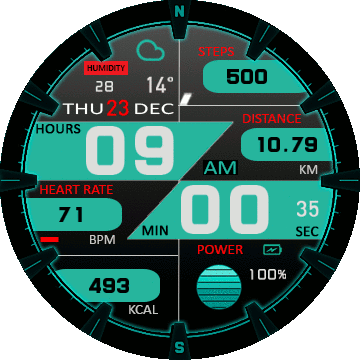 N
STEPS
500
HUMIDITY
28
14°
THU 23 DEC
DISTANCE
10.79
KM
HOURS
09
AM
HEART RATE
71
BPM
MIN
00
35
SEC
POWER
100%
493
KCAL
S